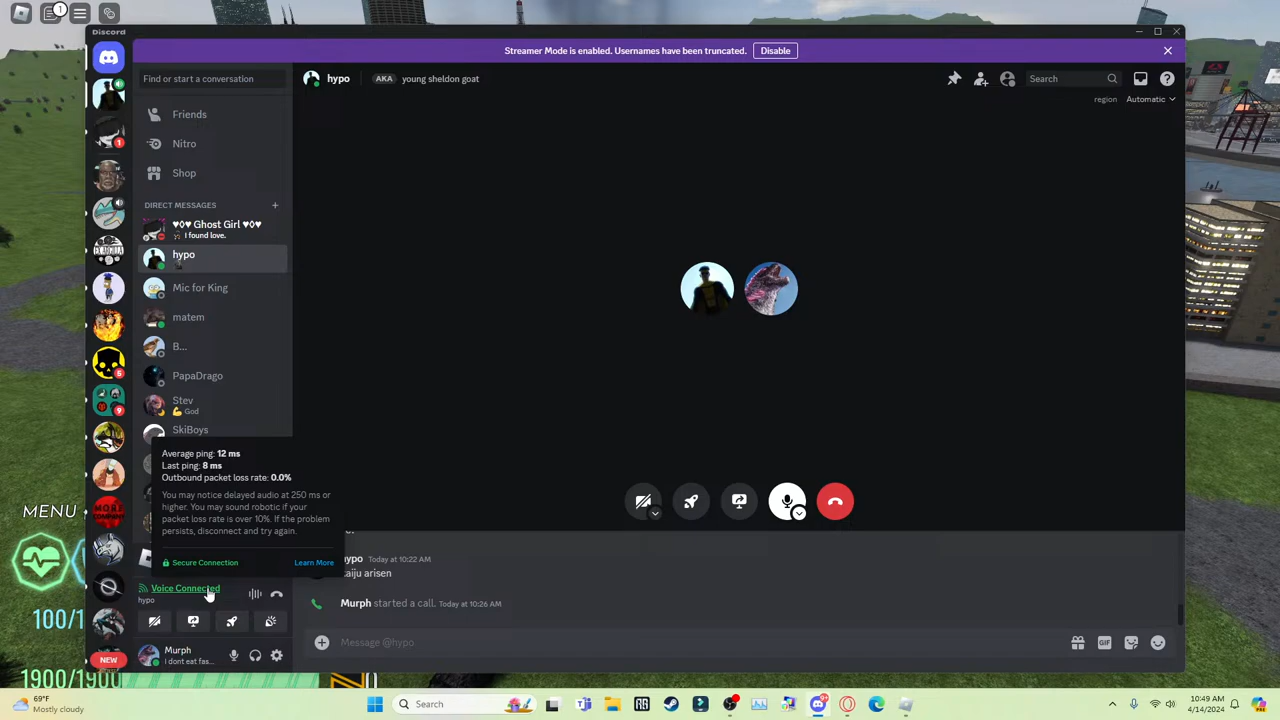 1
Discord
Streamer Mode is enabled. Usernames have been truncated.
Disable
Find or start a conversation
hypo
AKA
young sheldon goat
Search
region
Automatic
Friends
Nitro
Shop
DIRECT MESSAGES
♥◊♥ Ghost Girl ♥◊♥
I found love.
hypo
Mic for King
matem
B...
PapaDrago
Stev
💪 God
SkiBoys
1
5
9
NEW
Average ping: 12 ms
Last ping: 8 ms
Outbound packet loss rate: 0.0%
You may notice delayed audio at 250 ms or
higher. You may sound robotic if your
packet loss rate is over 10%. If the problem
persists, disconnect and try again.
Secure Connection
Learn More
Voice Connected
hypo
Murph
i dont eat fas...
Today at 10:22 AM
arisen
Murph started a call. Today at 10:26 AM
Message @hypo
GIF
MENU
100/1
1900/1900
69°F
Mostly cloudy
Search
10:49 AM
4/14/2024